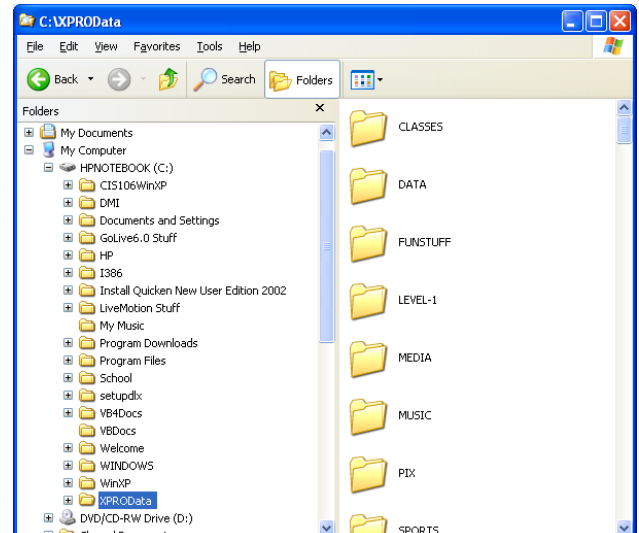 C:\XPROData
File Edit View Favorites Tools Help
Back Search Folders
Folders
My Documents
My Computer
HPNOTEBOOK (C:)
CIS106WinXP
DMI
Documents and Settings
GoLive6.0 Stuff
HP
I386
Install Quicken New User Edition 2002
LiveMotion Stuff
My Music
Program Downloads
Program Files
School
setupdlx
VB4Docs
VBDocs
Welcome
WINDOWS
WinXP
XPROData
DVD/CD-RW Drive (D:)
CLASSES
DATA
FUNSTUFF
LEVEL-1
MEDIA
MUSIC
PIX
SPORTS